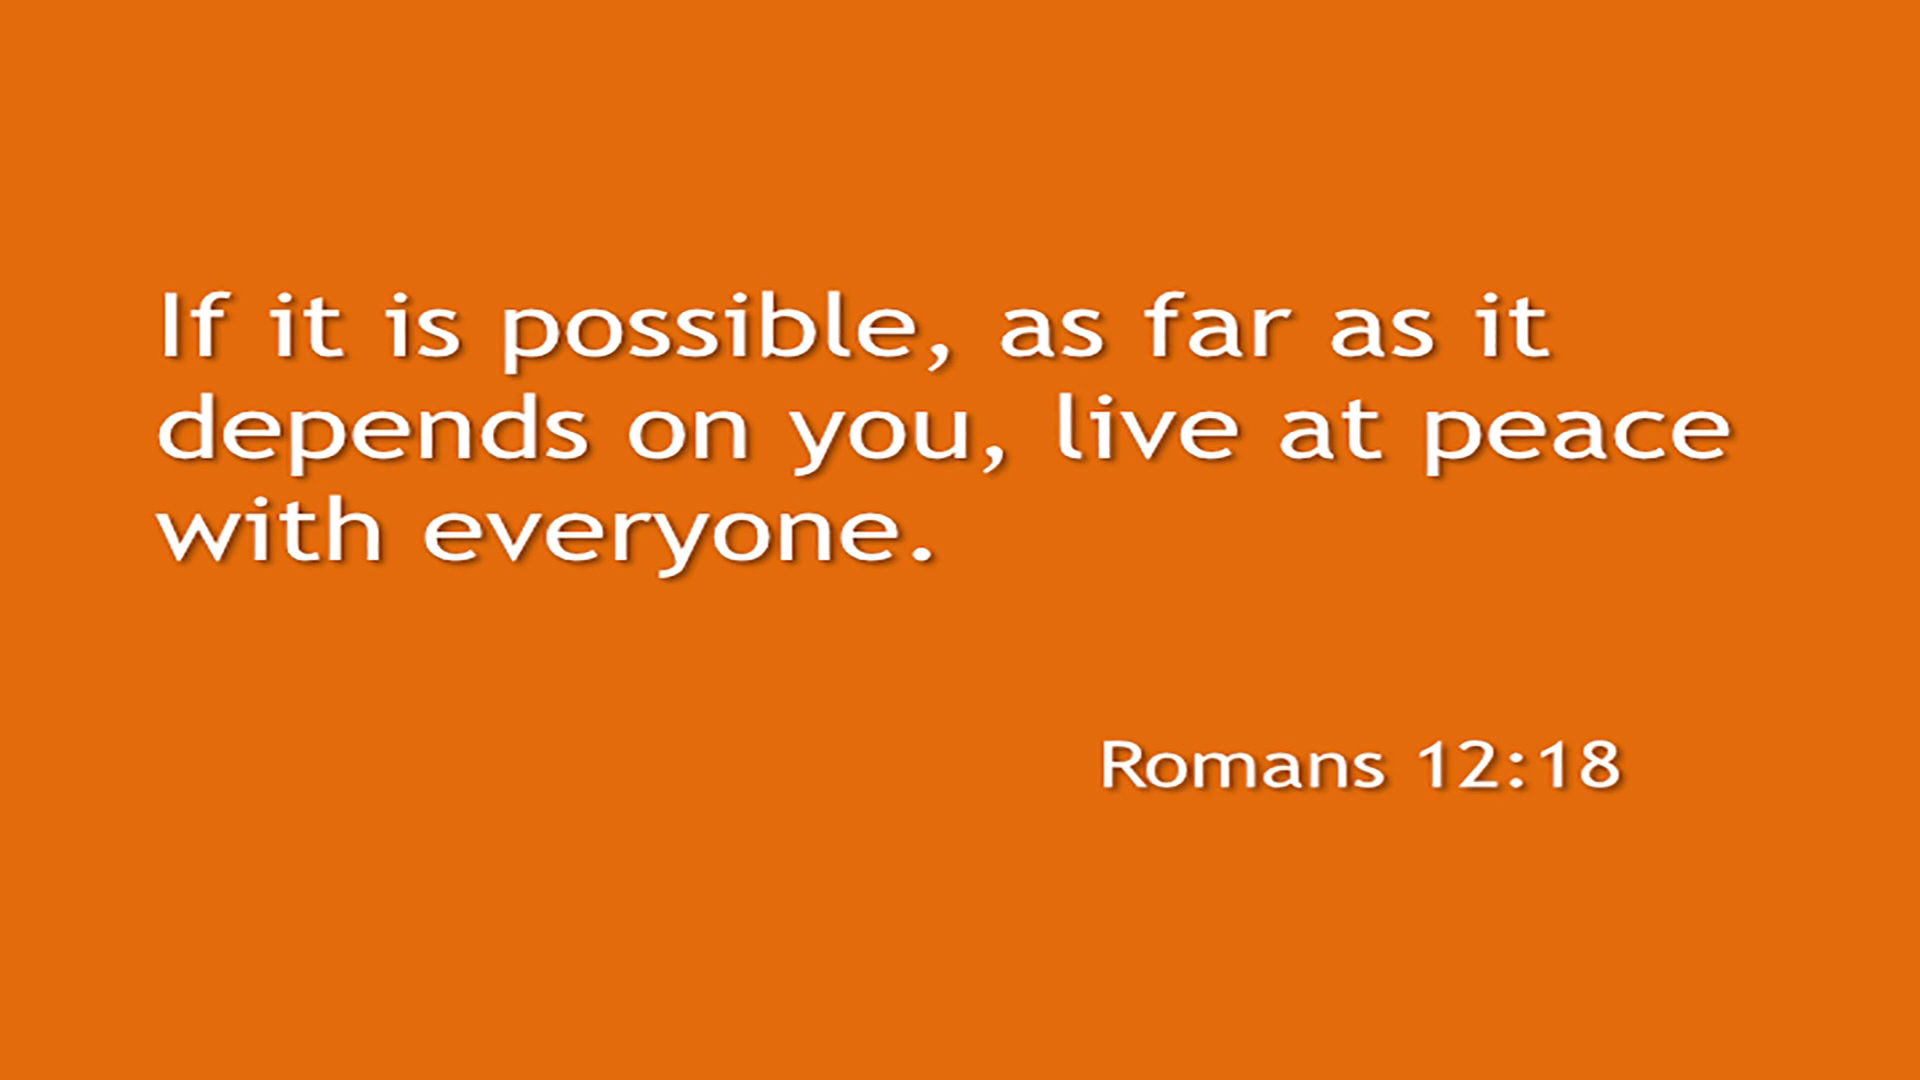 If it is possible, as far as it
depends on you, live at peace
with everyone.
Romans 12:18